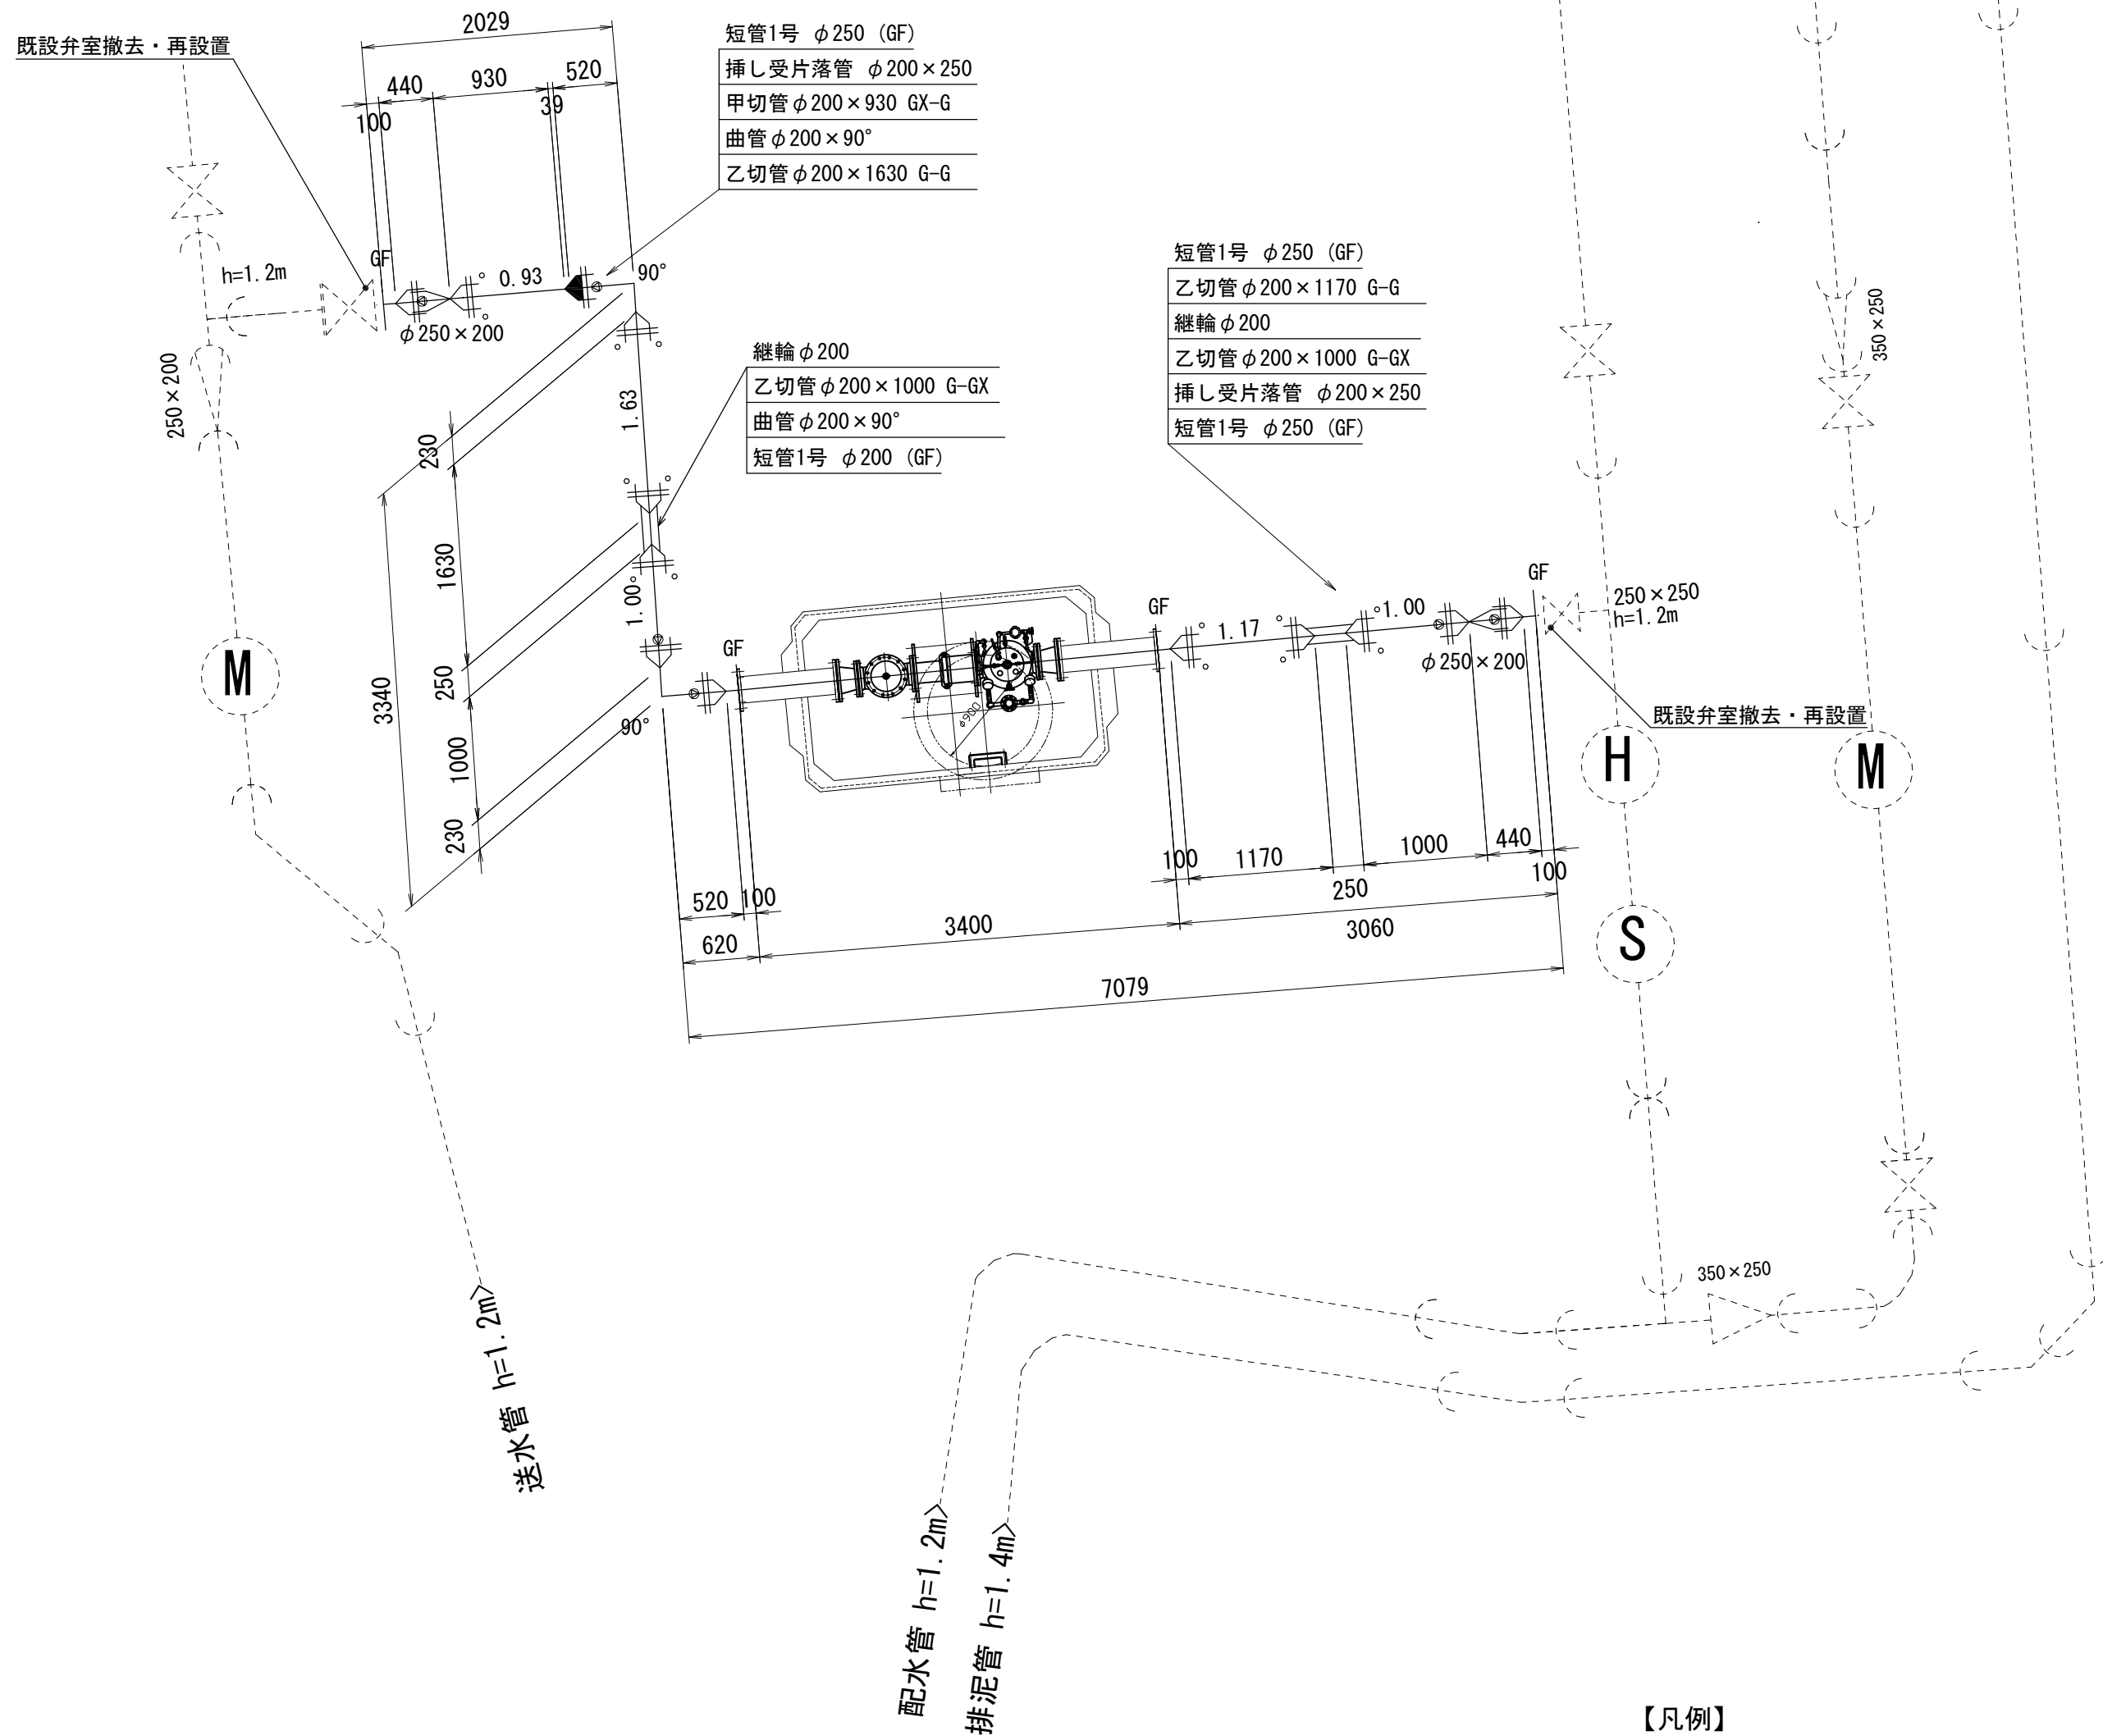 既設弁室撤去・再設置
2029
440
930
520
100
39
短管1号 φ250 (GF)
挿し受片落管 φ200×250
甲切管φ200×930 GX-G
曲管φ200×90°
乙切管φ200×1630 G-G
GF
h=1.2m
0.93
90°
φ250×200
250×200
継輪φ200
乙切管φ200×1000 G-GX
曲管φ200×90°
短管1号 φ200 (GF)
短管1号 φ250 (GF)
乙切管φ200×1170 G-G
継輪φ200
乙切管φ200×1000 G-GX
挿し受片落管 φ200×250
短管1号 φ250 (GF)
350×250
1.63
1.00
230
1630
250
1000
230
3340
90°
GF
φ900
GF
1.17
1.00
GF
250×250
h=1.2m
φ250×200
既設弁室撤去・再設置
M
H
M
S
520
100
620
3400
100
1170
250
1000
440
100
3060
7079
350×250
送水管 h=1.2m
配水管 h=1.2m
排泥管 h=1.4m
【凡例】